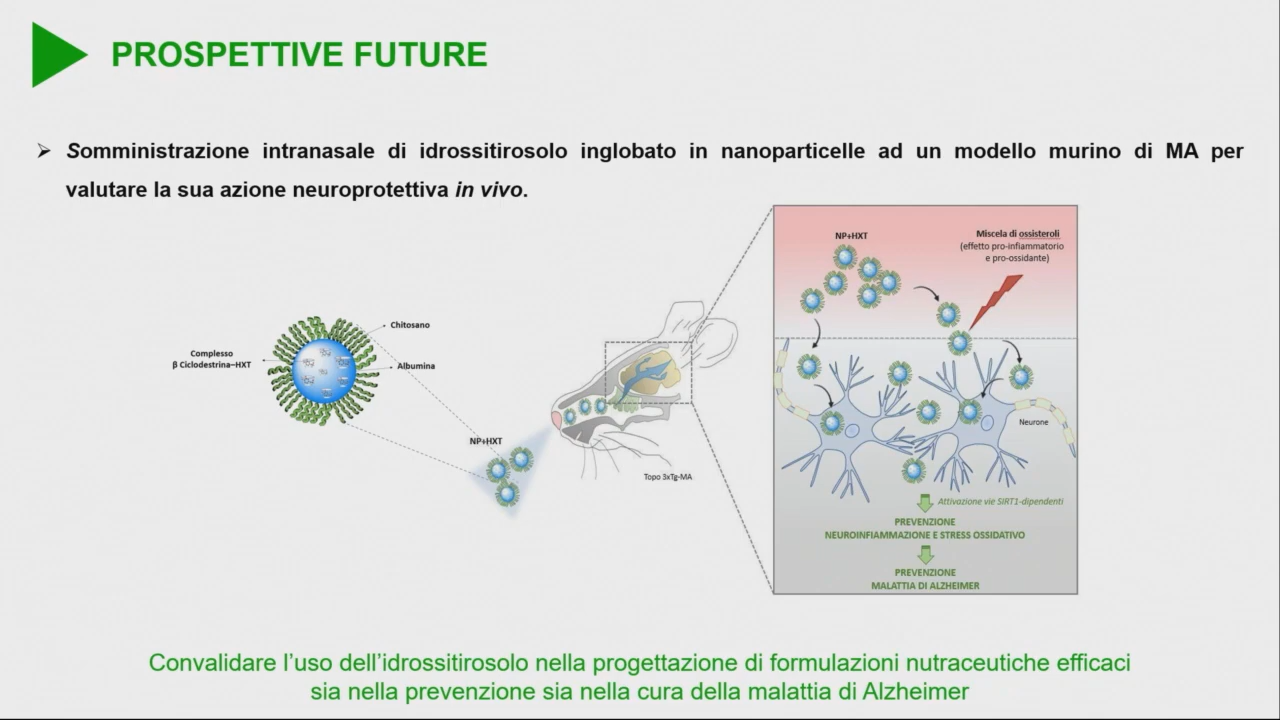 PROSPETTIVE FUTURE
➢ Somministrazione intranasale di idrossitirosolo inglobato in nanoparticelle ad un modello murino di MA per
valutare la sua azione neuroprotettiva in vivo.
NP+HXT
Miscela di ossisteroli
(effetto pro-infiammatorio
e pro-ossidante)
Chitosano
Complesso
β Ciclodestrina–HXT
Albumina
NP+HXT
Topo 3xTg-MA
Neurone
Attivazione vie SIRT1-dipendenti
PREVENZIONE
NEUROINFIAMMAZIONE E STRESS OSSIDATIVO
PREVENZIONE
MALATTIA DI ALZHEIMER
Convalidare l’uso dell’idrossitirosolo nella progettazione di formulazioni nutraceutiche efficaci
sia nella prevenzione sia nella cura della malattia di Alzheimer